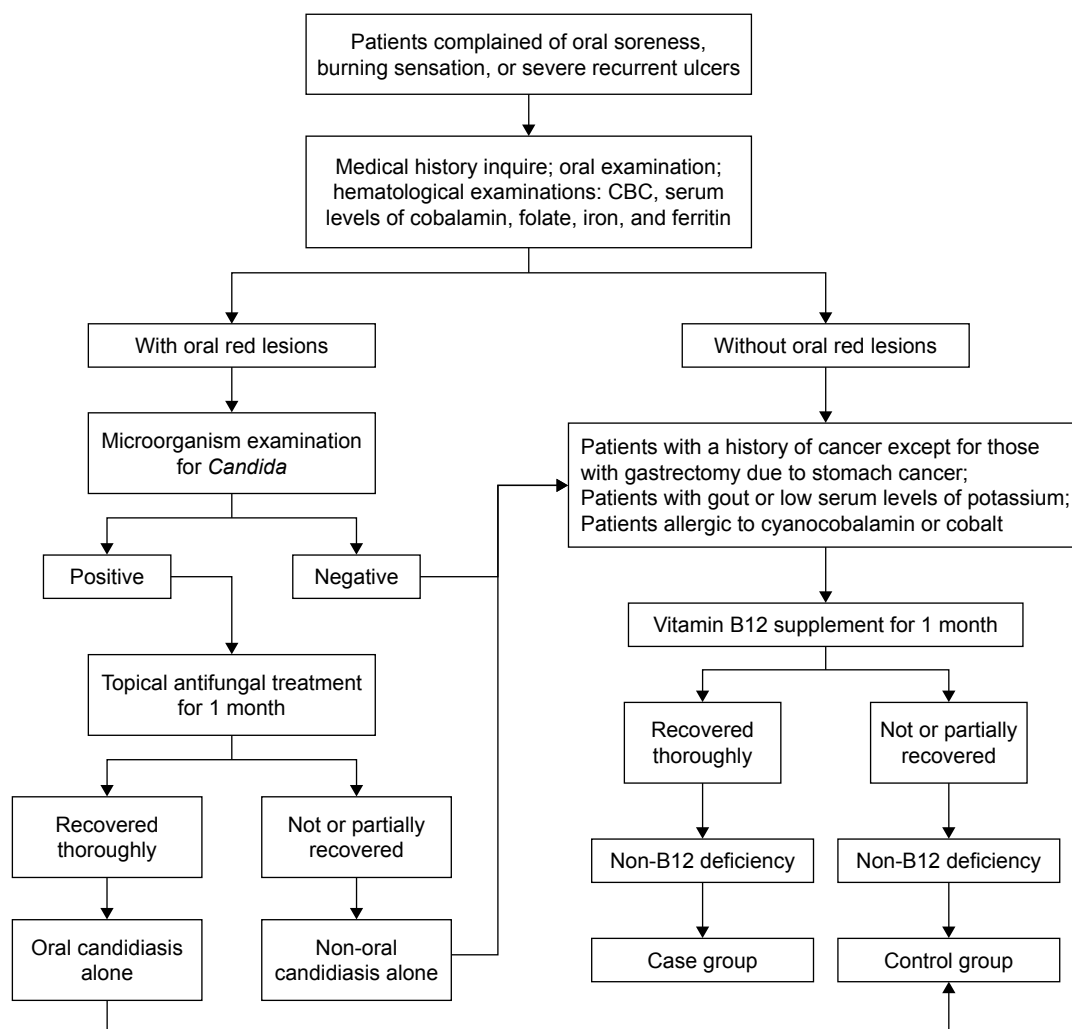 Patients complained of oral soreness,
burning sensation, or severe recurrent ulcers
Medical history inquire; oral examination;
hematological examinations: CBC, serum
levels of cobalamin, folate, iron, and ferritin
With oral red lesions
Without oral red lesions
Microorganism examination
for Candida
Patients with a history of cancer except for those
with gastrectomy due to stomach cancer;
Patients with gout or low serum levels of potassium;
Patients allergic to cyanocobalamin or cobalt
Positive
Negative
Vitamin B12 supplement for 1 month
Topical antifungal treatment
for 1 month
Recovered
thoroughly
Not or partially
recovered
Recovered
thoroughly
Not or partially
recovered
Non-B12 deficiency
Non-B12 deficiency
Oral candidiasis
alone
Non-oral
candidiasis alone
Case group
Control group